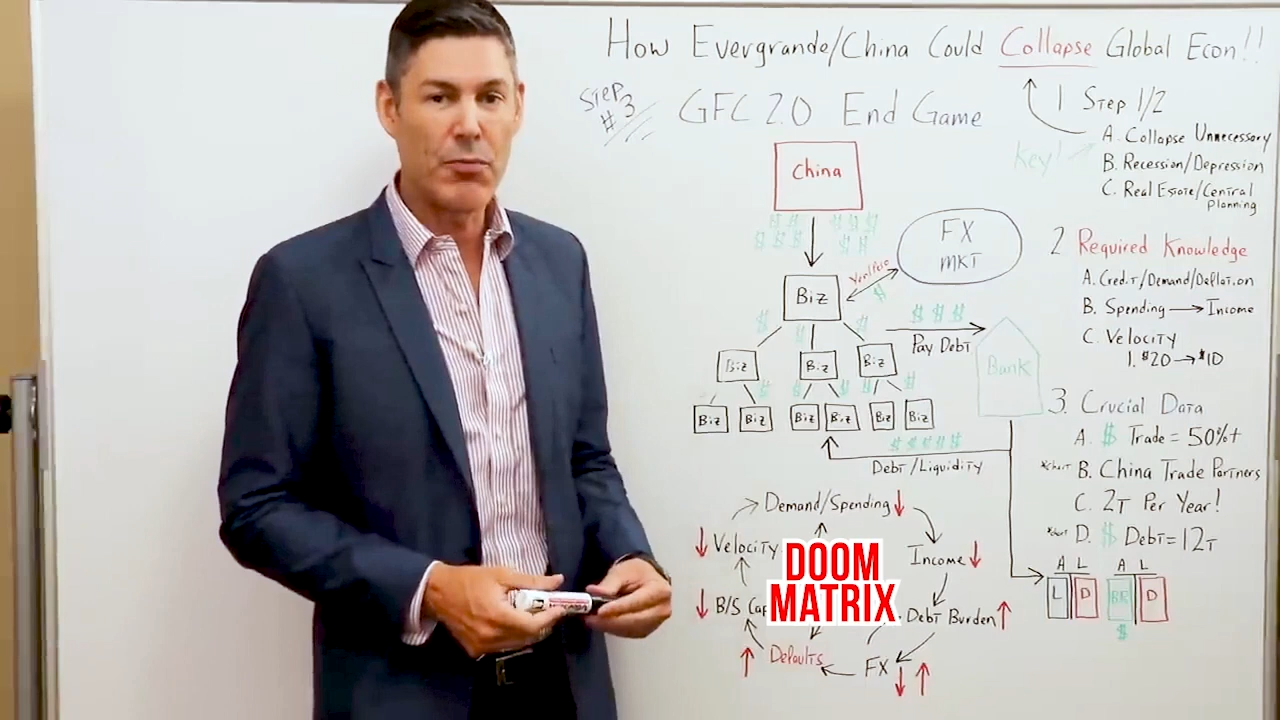 How Evergrande/China Could Collapse Global Econ!!
Step #3
GFC 2.0 End Game
China
$$ $$$
$$$ $$
Biz
FX
MKT
Yen/Peso
$
$ $ $
$ $ $
Pay Debt
Bank
Biz Biz Biz
$ $ $ $
Biz Biz Biz Biz Biz Biz
$ $ $ $ $
Debt/Liquidity
Demand/Spending
Velocity
Income
B/S Cap
Debt Burden
Defaults
FX
DOOM
MATRIX
1 Step 1/2
Key!
A. Collapse Unnecessary
B. Recession/Depression
C. Real Estate/Central
Planning
2 Required Knowledge
A. Credit/Demand/Deflation
B. Spending → Income
C. Velocity
1. $20 → $10
3. Crucial Data
A. $ Trade = 50%+
*chart B. China Trade Partners
C. 2T Per Year!
*chart D. $ Debt = 12T
A L A L
L D BR D
$